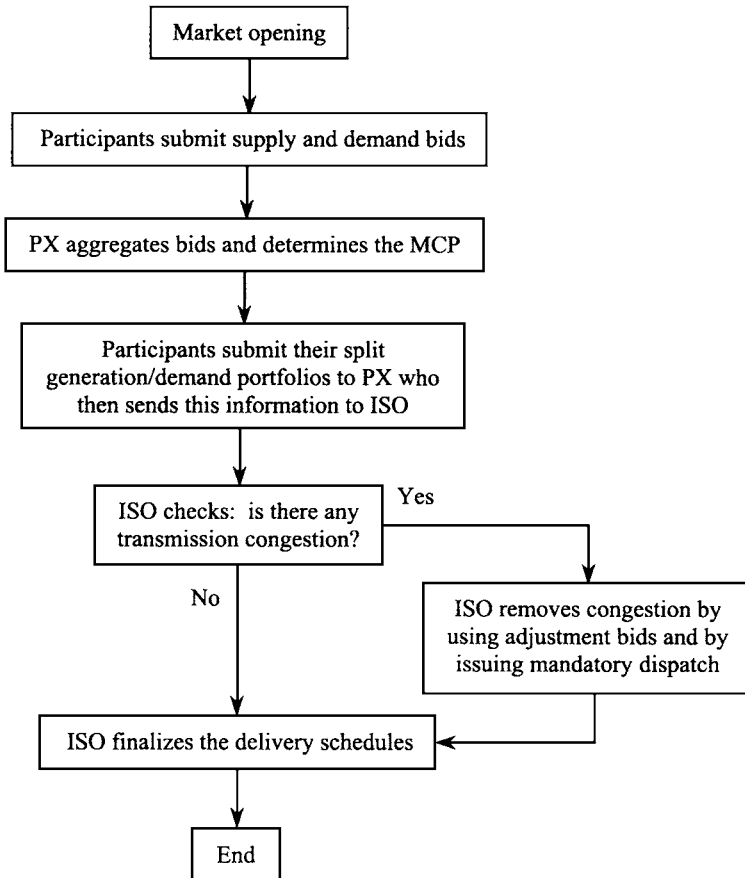 Market opening
Participants submit supply and demand bids
PX aggregates bids and determines the MCP
Participants submit their split
generation/demand portfolios to PX who
then sends this information to ISO
ISO checks: is there any
transmission congestion?
Yes
No
ISO removes congestion by
using adjustment bids and by
issuing mandatory dispatch
ISO finalizes the delivery schedules
End